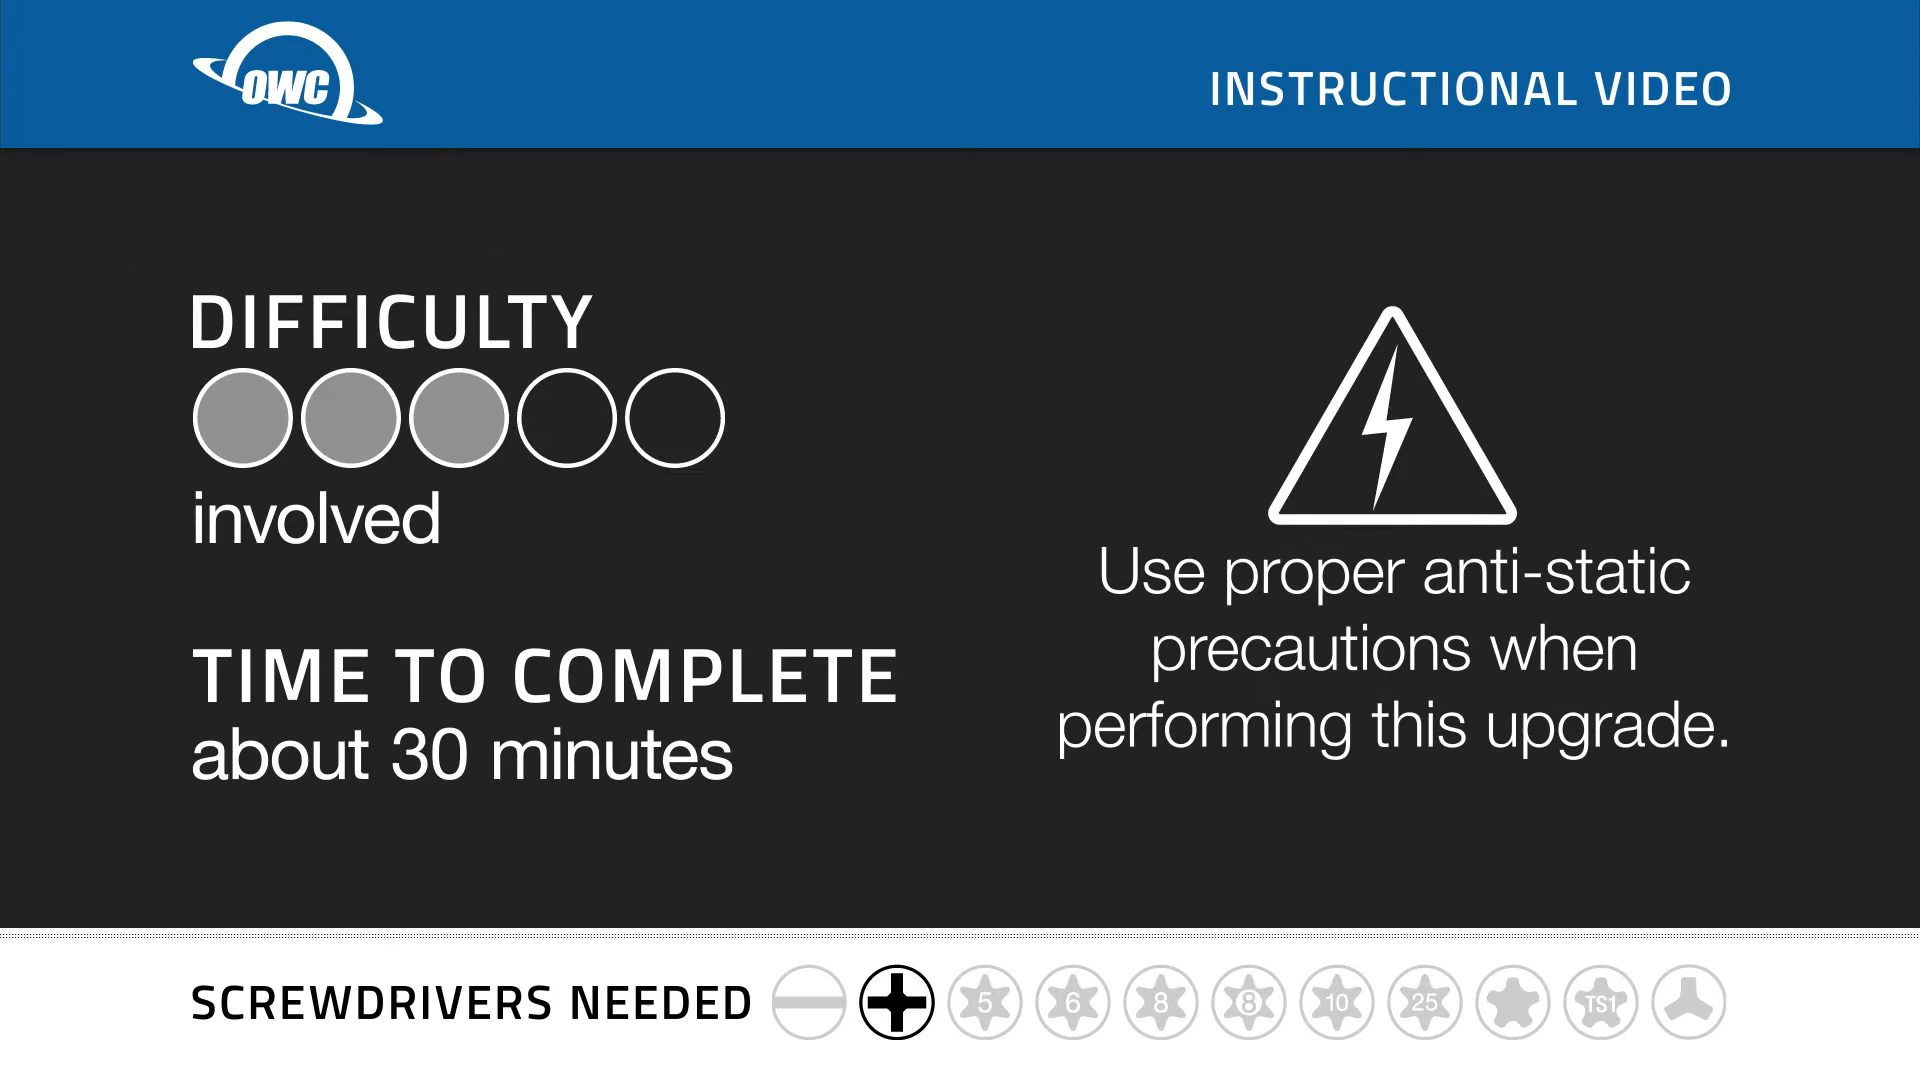 OWC
INSTRUCTIONAL VIDEO
DIFFICULTY
involved
TIME TO COMPLETE
about 30 minutes
Use proper anti-static
precautions when
performing this upgrade.
SCREWDRIVERS NEEDED 5 6 8 8 10 25 TS1